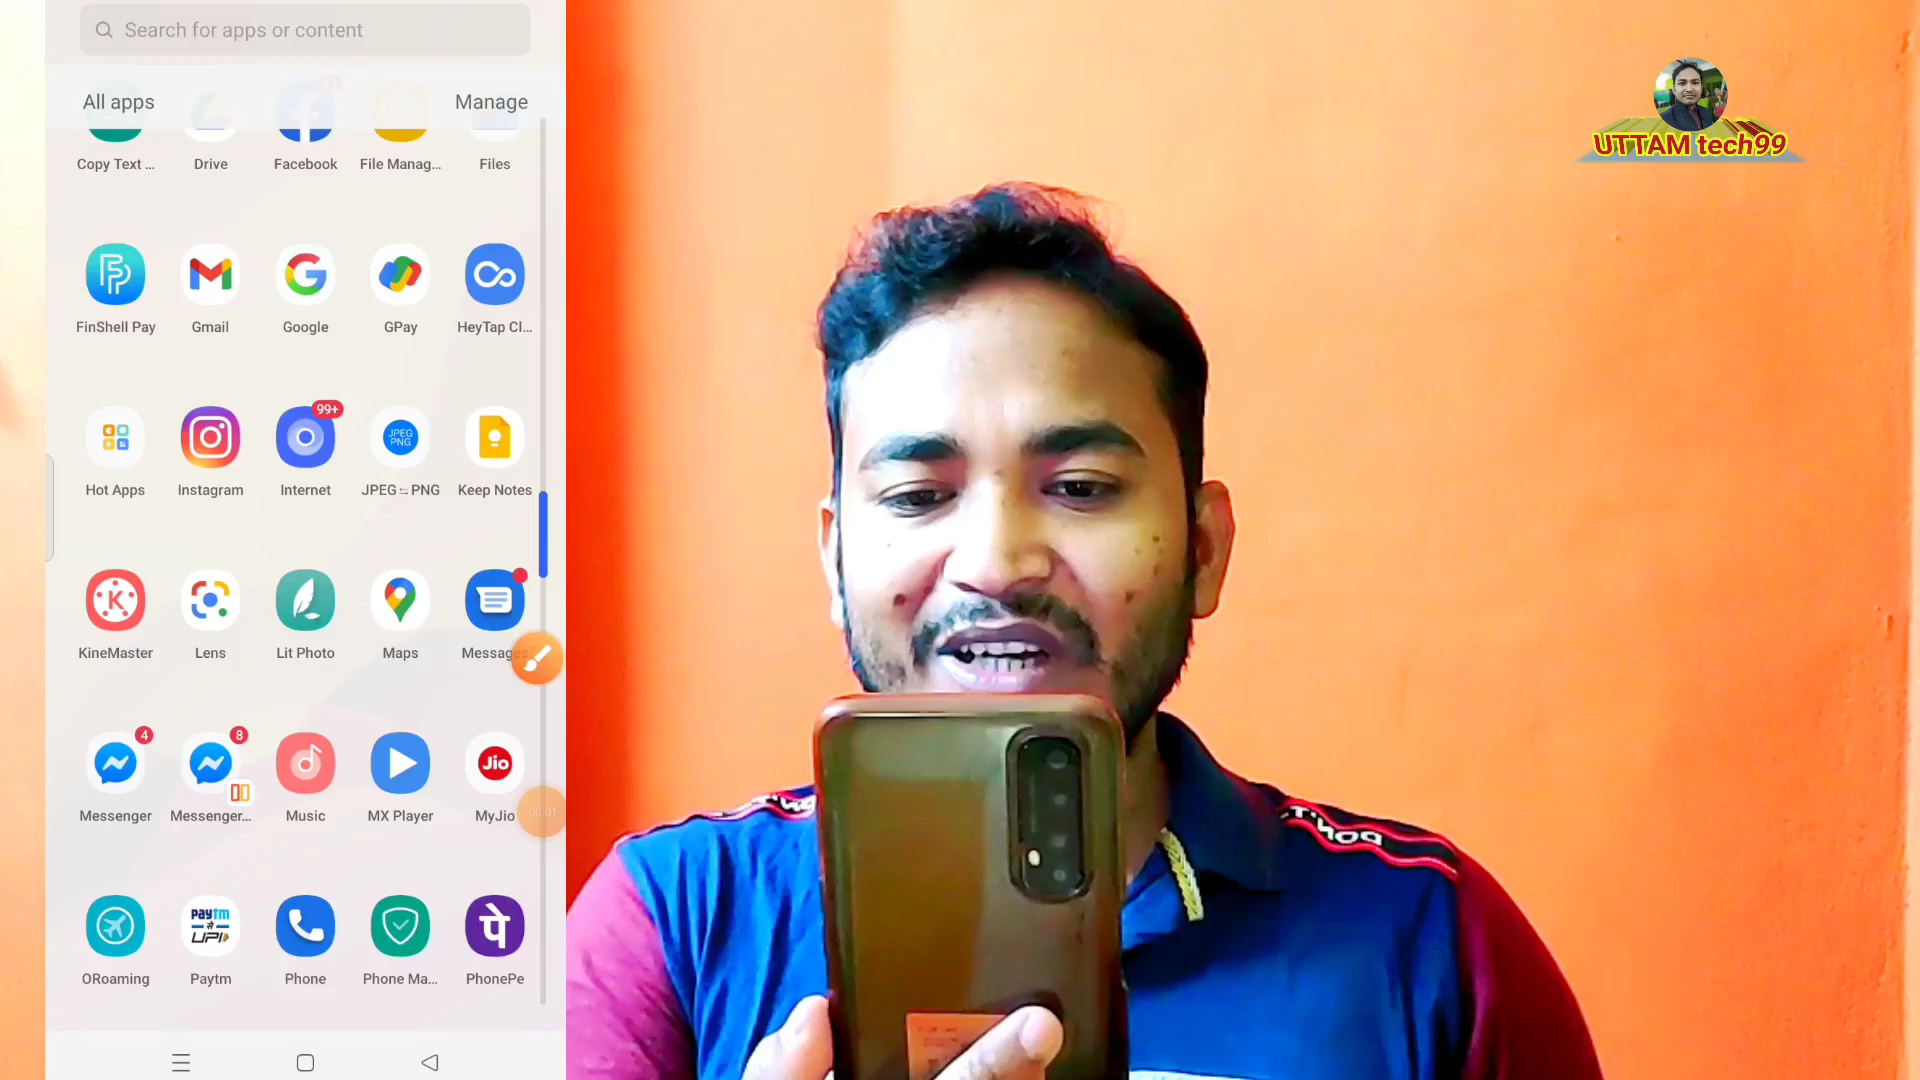 Search for apps or content
All apps
Manage
Copy Text ...
Drive
Facebook
File Manag...
Files
FinShell Pay
Gmail
Google
GPay
HeyTap Cl...
99+
JPEG
PNG
Hot Apps
Instagram
Internet
JPEG⇆PNG
Keep Notes
K
KineMaster
Lens
Lit Photo
Maps
Messages
4
8
Jio
Messenger
Messenger...
Music
MX Player
MyJio
00:01
paytm
से
UPI
पे
ORoaming
Paytm
Phone
Phone Ma...
PhonePe
UTTAM tech99